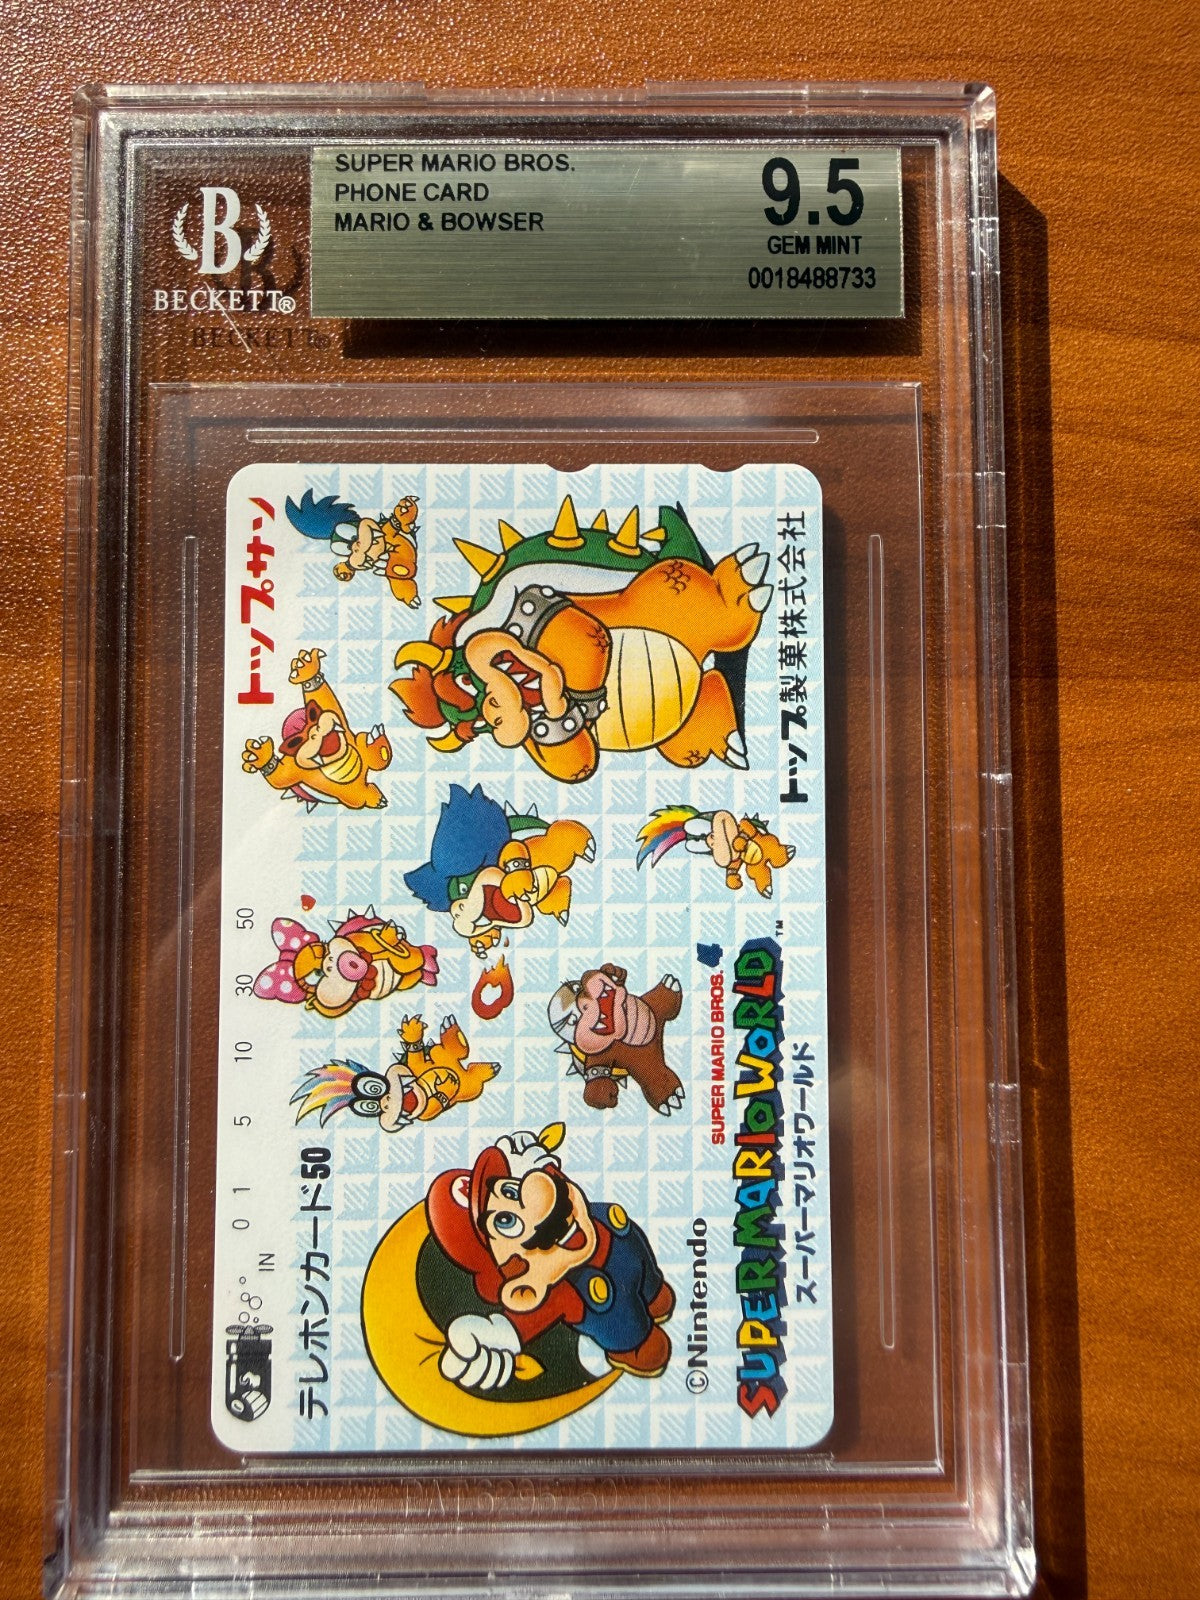 SUPER MARIO BROS.
PHONE CARD
MARIO & BOWSER
9.5
GEM MINT
0018488733
B
BECKETT®
BECKETT®
トップサン
テレホンカード50
IN 0 1 5 10 30 50
トップ製菓株式会社
SUPER MARIO BROS. 4
SUPER MARIO WORLD™
スーパーマリオワールド
©Nintendo
M